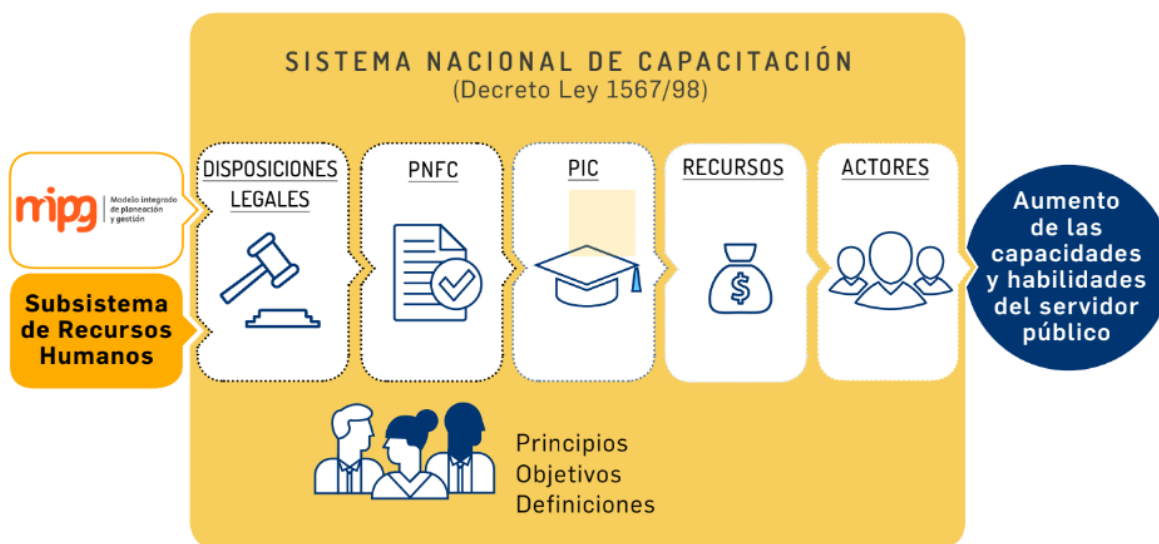 SISTEMA NACIONAL DE CAPACITACIÓN
(Decreto Ley 1567/98)
mipg
Modelo integrado
de planeación
y gestión
Subsistema
de Recursos
Humanos
DISPOSICIONES
LEGALES
PNFC
PIC
RECURSOS
$
ACTORES
Aumento
de las
capacidades
y habilidades
del servidor
público
Principios
Objetivos
Definiciones